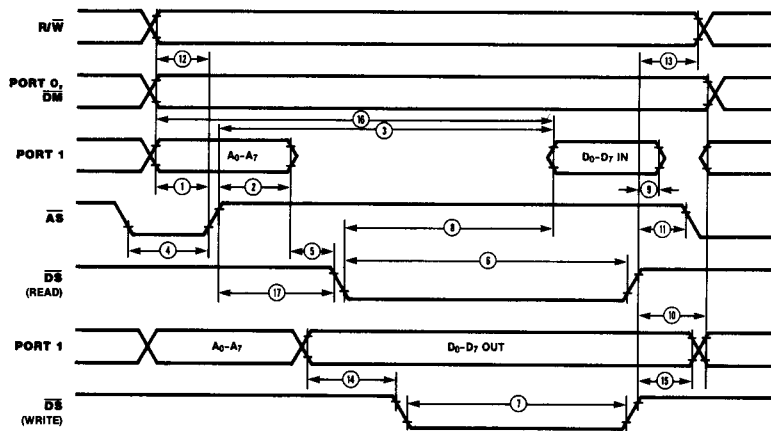 R/W̅
12
13
PORT 0,
D̅M̅
16
3
PORT 1
A₀-A₇
D₀-D₇ IN
1
2
9
A̅S̅
8
11
4
5
6
D̅S̅
(READ)
17
10
PORT 1
A₀-A₇
D₀-D₇ OUT
14
15
7
D̅S̅
(WRITE)